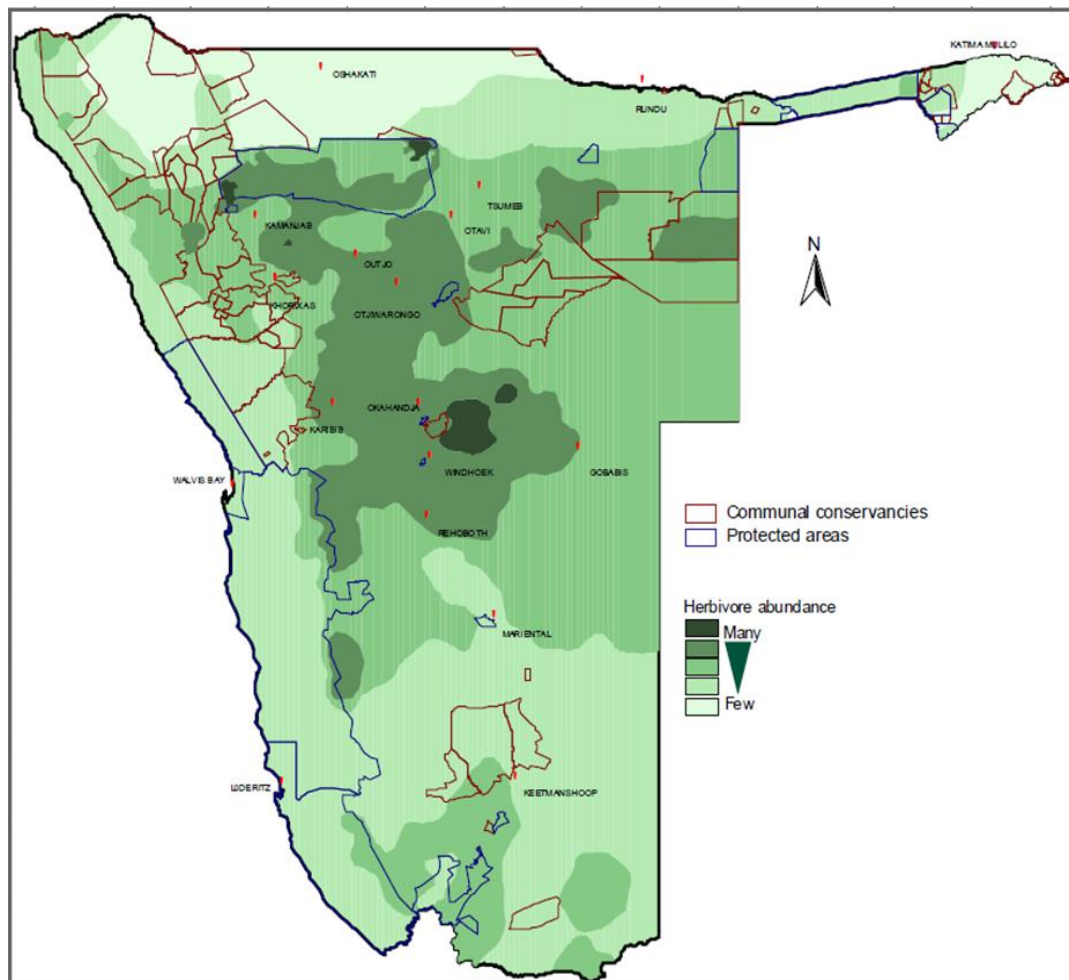 KATIMA MULILO
OSHAKATI
RUNDU
TSUMEB
KAMANJAB
OTAVI
OUTJO
N
KHORIXAS
OTJIWARONGO
OKAHANDJA
KARIBIB
WINDHOEK
GOBABIS
WALVIS BAY
Communal conservancies
REHOBOTH
Protected areas
Herbivore abundance
Many
MARIENTAL
Few
LUDERITZ
KEETMANSHOOP